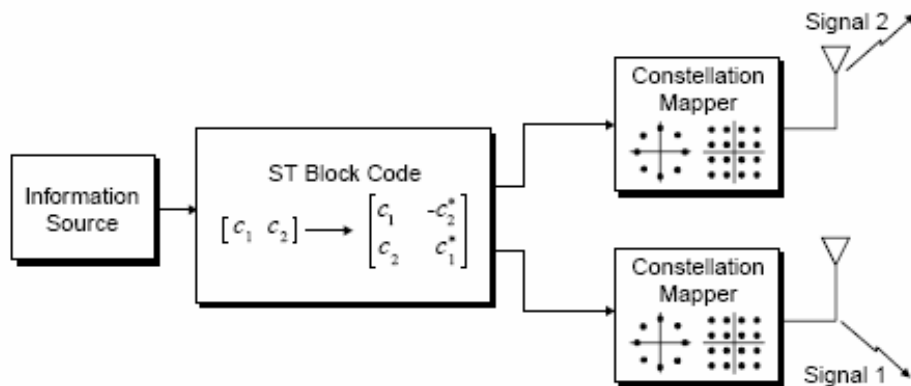 Signal 2
Constellation
Mapper
Information
Source
ST Block Code
[c₁ c₂] → [c₁ -c₂* ; c₂ c₁*]
Constellation
Mapper
Signal 1